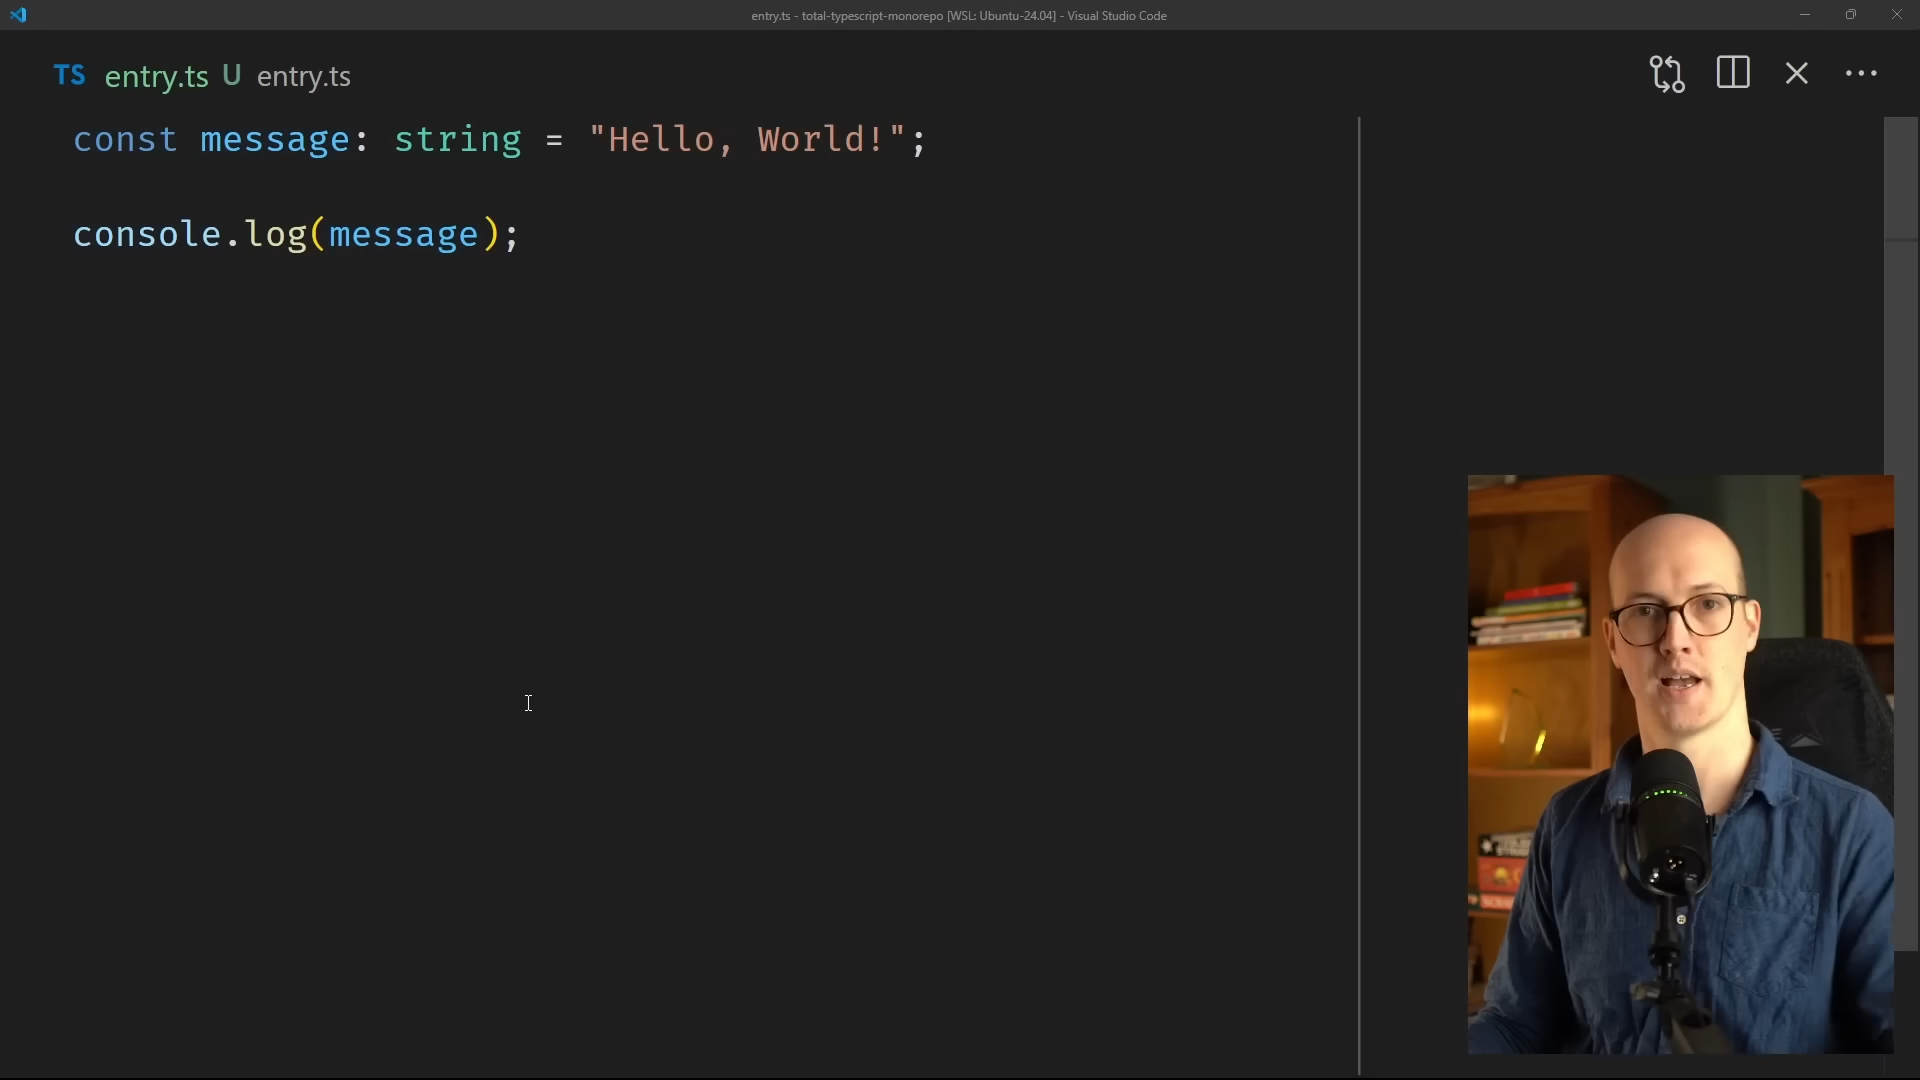 entry.ts - total-typescript-monorepo [WSL: Ubuntu-24.04] - Visual Studio Code
TS entry.ts U entry.ts
const message: string = "Hello, World!";
console.log(message);